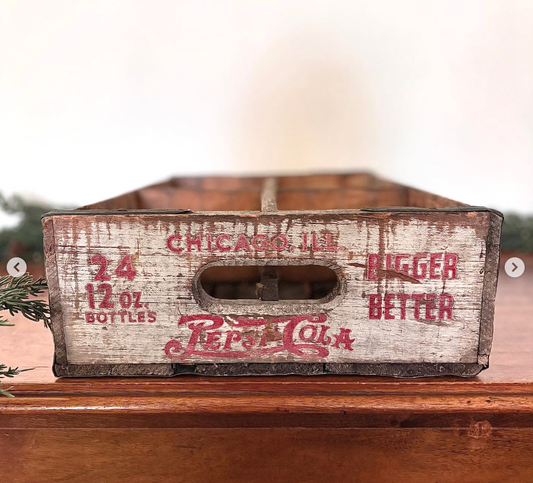 CHICAGO, ILL.
24
12 OZ.
BOTTLES
BIGGER
BETTER
PEPSI-COLA